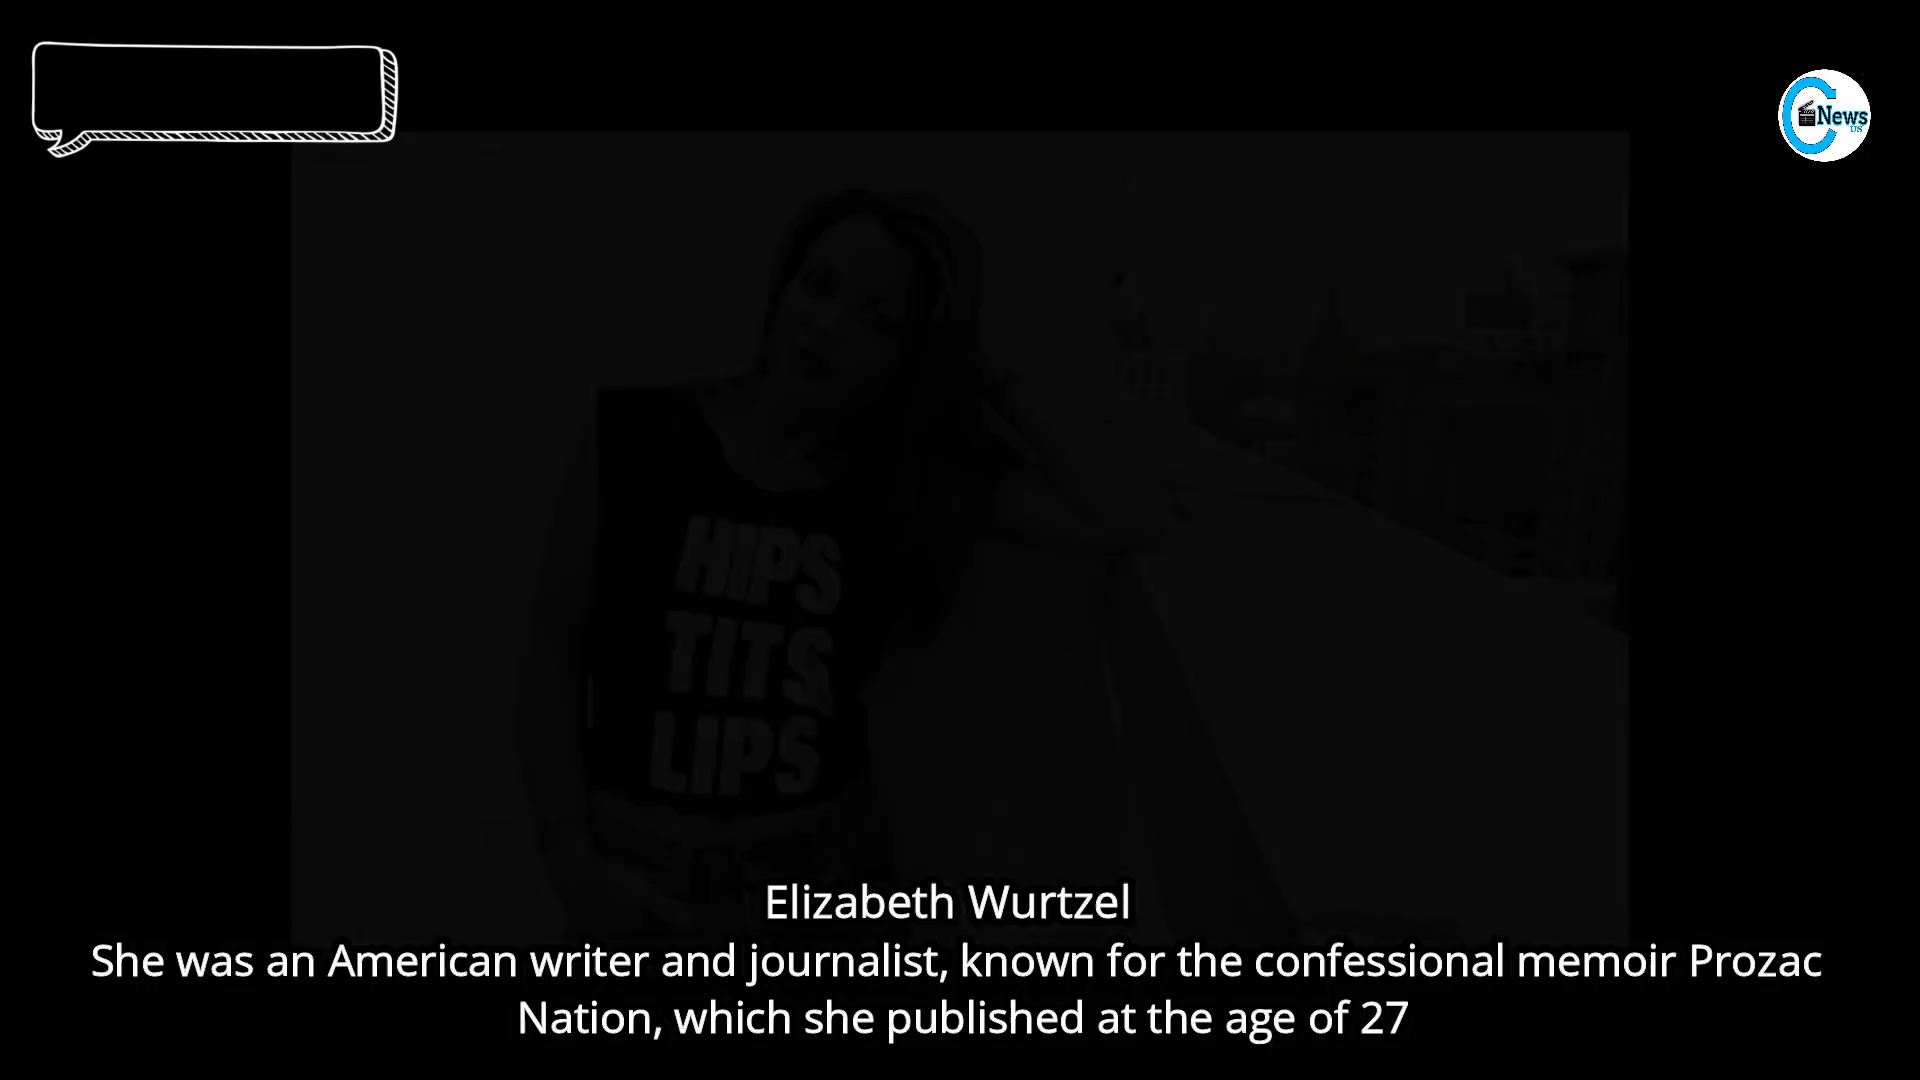 News
US
HIPS
TITS
LIPS
Elizabeth Wurtzel
She was an American writer and journalist, known for the confessional memoir Prozac
Nation, which she published at the age of 27